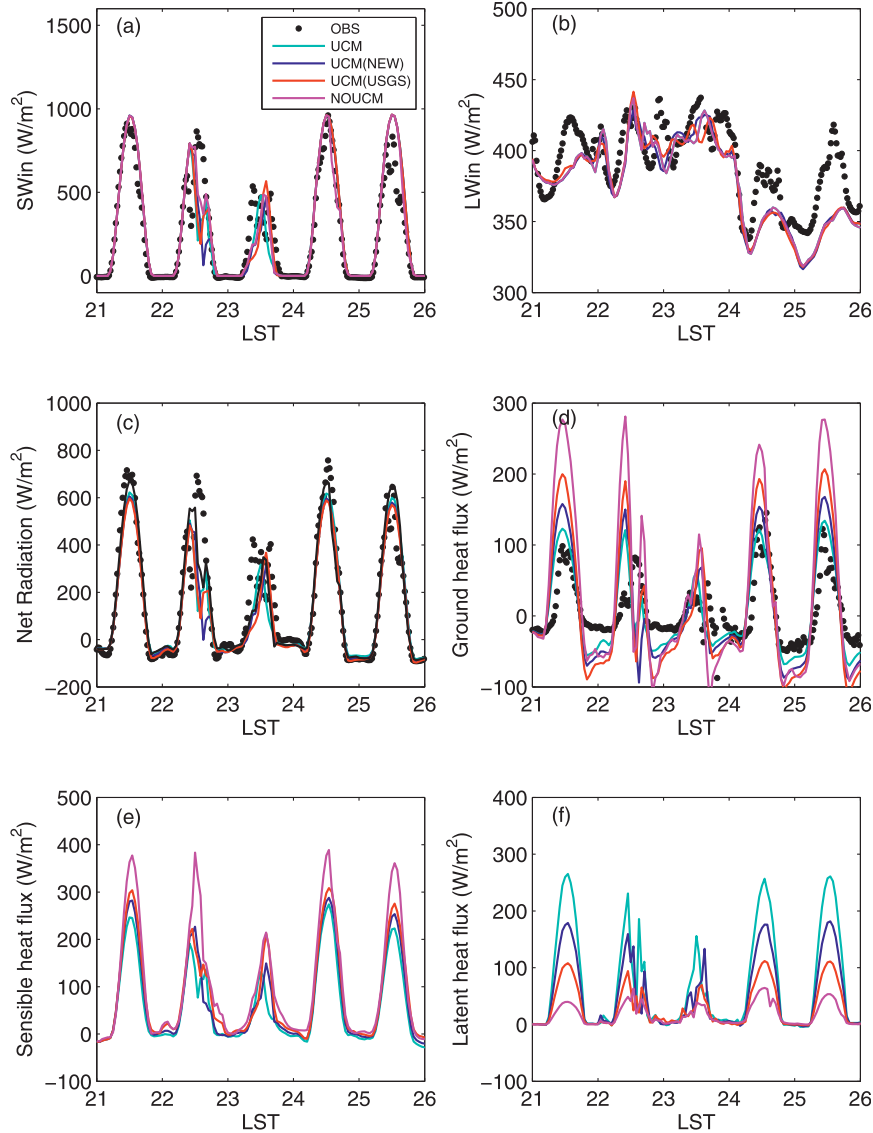 (a)
OBS
UCM
UCM(NEW)
UCM(USGS)
NOUCM
1600
1000
500
0
SWin (W/m²)
21 22 23 24 25 26
LST
(b)
500
450
400
350
300
LWin (W/m²)
21 22 23 24 25 26
LST
(c)
1000
800
600
400
200
0
−200
Net Radiation (W/m²)
21 22 23 24 25 26
LST
(d)
300
200
100
0
−100
Ground heat flux (W/m²)
21 22 23 24 25 26
LST
(e)
500
400
300
200
100
0
−100
Sensible heat flux (W/m²)
21 22 23 24 25 26
LST
(f)
400
300
200
100
0
−100
Latent heat flux (W/m²)
21 22 23 24 25 26
LST